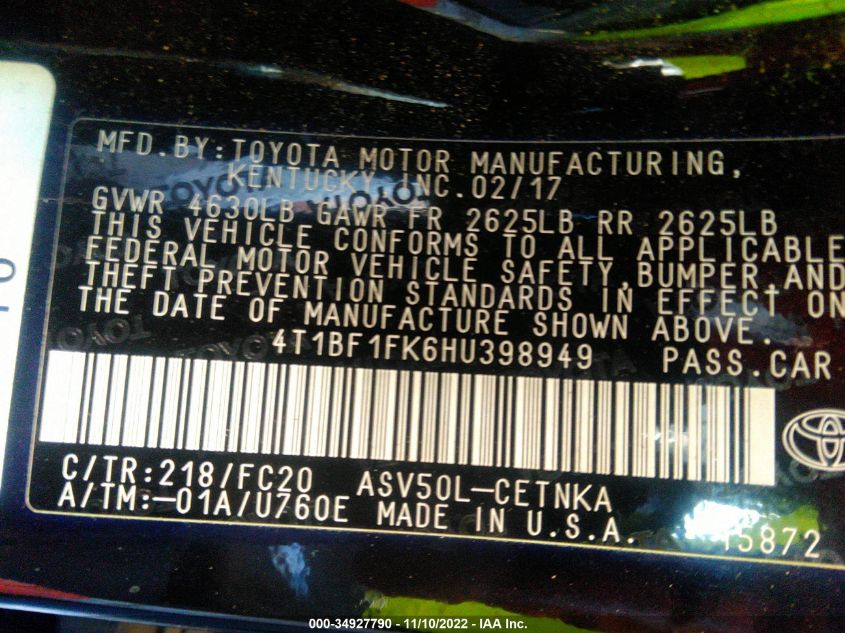 MFD.BY:TOYOTA MOTOR MANUFACTURING,
KENTUCKY, INC.02/17
GVWR 4630LB GAWR FR 2625LB RR 2625LB
THIS VEHICLE CONFORMS TO ALL APPLICABLE
FEDERAL MOTOR VEHICLE SAFETY,BUMPER,AND
THEFT PREVENTION STANDARDS IN EFFECT ON
THE DATE OF MANUFACTURE SHOWN ABOVE.
4T1BF1FK6HU398949 PASS.CAR
C/TR:218/FC20 ASV50L-CETNKA
A/TM:-01A/U760E MADE IN U.S.A.
15872
000-34927790 - 11/10/2022 - IAA Inc.